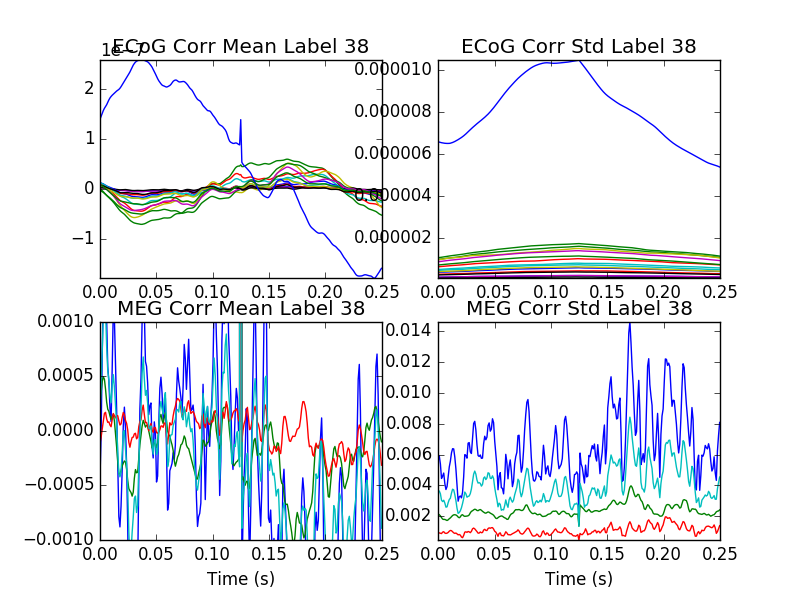 ECoG Corr Mean Label 38
1e−7
2
1
0
−1
0.00 0.05 0.10 0.15 0.20 0.25
ECoG Corr Std Label 38
0.000010
0.000008
0.000006
0.000004
0.000002
0.00 0.05 0.10 0.15 0.20 0.25
MEG Corr Mean Label 38
0.0010
0.0005
0.0000
−0.0005
−0.0010
0.00 0.05 0.10 0.15 0.20 0.25
Time (s)
MEG Corr Std Label 38
0.014
0.012
0.010
0.008
0.006
0.004
0.002
0.00 0.05 0.10 0.15 0.20 0.25
Time (s)